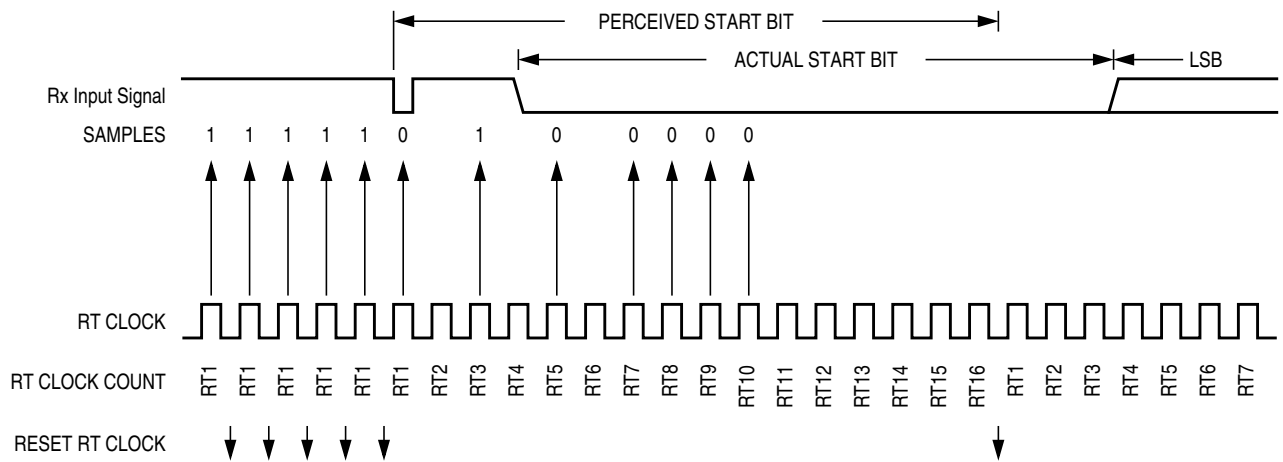 PERCEIVED START BIT
ACTUAL START BIT
LSB
Rx Input Signal
SAMPLES 1 1 1 1 1 0 1 0 0 0 0 0
RT CLOCK
RT CLOCK COUNT RT1 RT1 RT1 RT1 RT1 RT1 RT2 RT3 RT4 RT5 RT6 RT7 RT8 RT9 RT10 RT11 RT12 RT13 RT14 RT15 RT16 RT1 RT2 RT3 RT4 RT5 RT6 RT7
RESET RT CLOCK